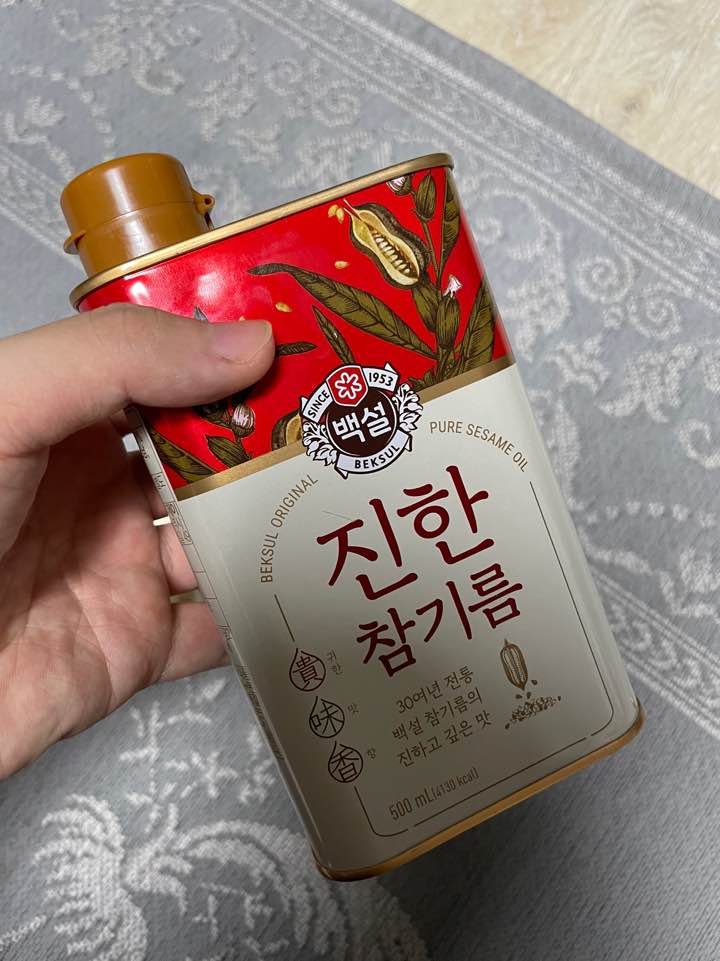 SINCE 1953
백설
BEKSUL
BEKSUL ORIGINAL
PURE SESAME OIL
진한
참기름
貴 귀한
味 맛
香 향
30여년 전통
백설 참기름의
진하고 깊은 맛
500 mL(4130 kcal)